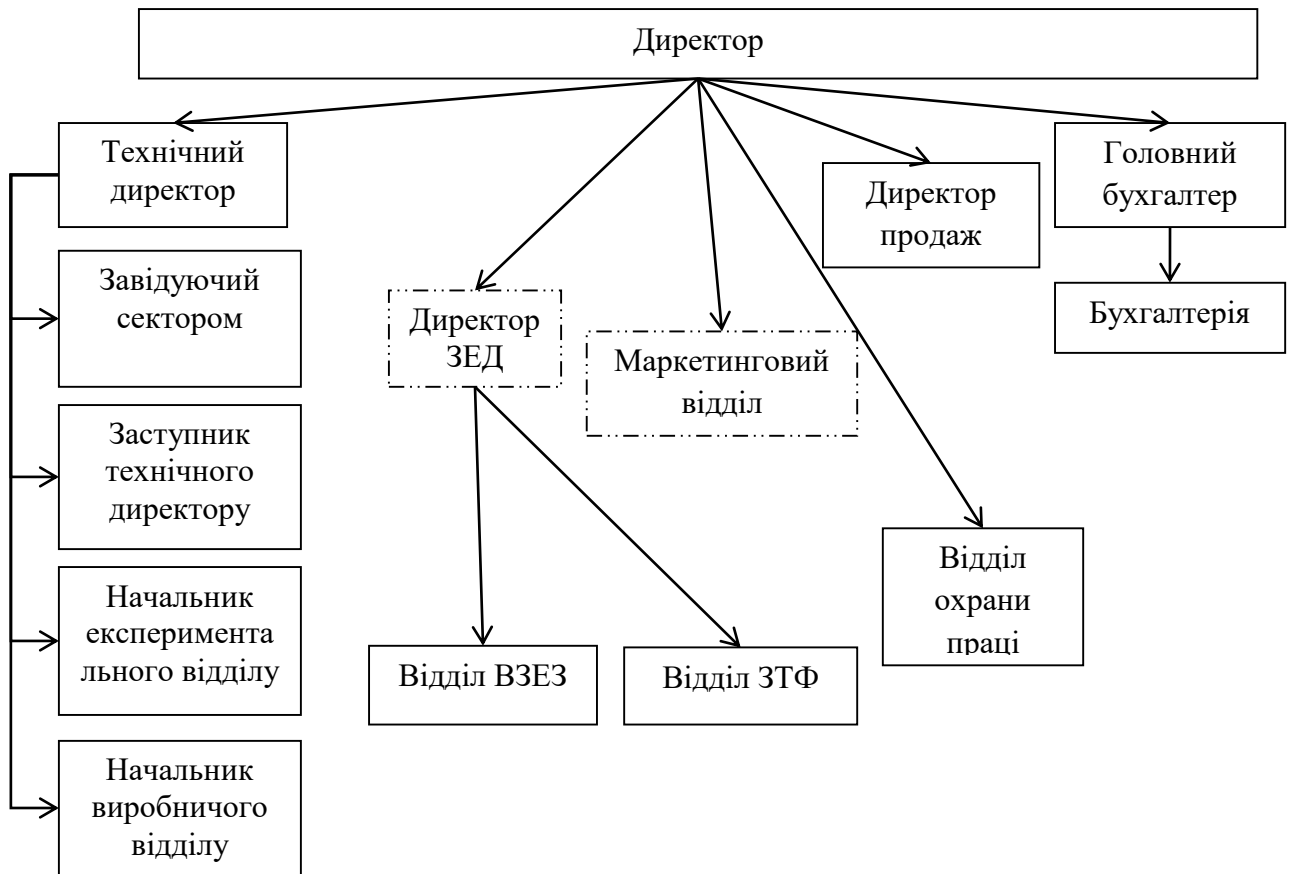 Директор
Технічний
директор
Головний
бухгалтер
Директор
продаж
Завідуючий
сектором
Директор
ЗЕД
Маркетинговий
відділ
Бухгалтерія
Заступник
технічного
директору
Начальник
експеримента
льного відділу
Відділ
охрани
праці
Відділ ВЗЕЗ
Відділ ЗТФ
Начальник
виробничого
відділу